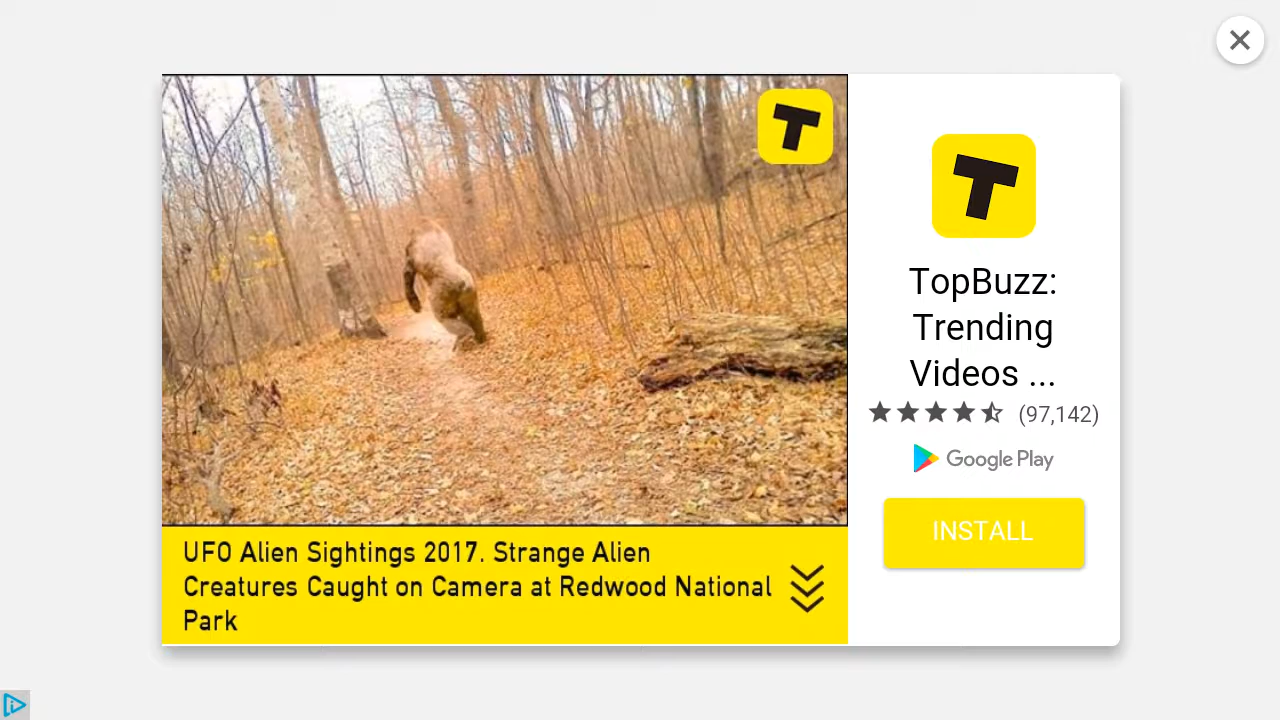 T
UFO Alien Sightings 2017. Strange Alien
Creatures Caught on Camera at Redwood National
Park
T
TopBuzz:
Trending
Videos ...
(97,142)
Google Play
INSTALL